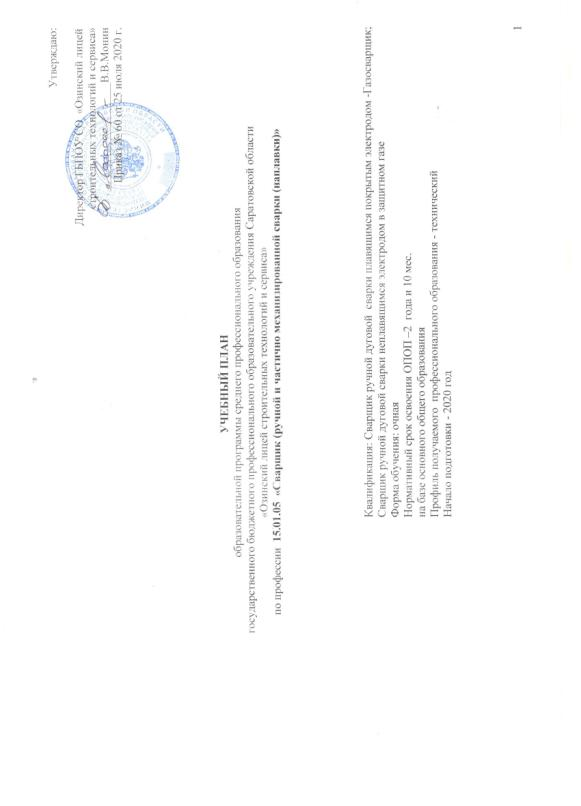 Утверждаю:
Директор ГБПОУ СО «Озинский лицей
строительных технологий и сервиса»
В.В.Монин
Приказ № 60 от 25 июля 2020 г.
УЧЕБНЫЙ ПЛАН
образовательной программы среднего профессионального образования
государственного бюджетного профессионального образовательного учреждения Саратовской области
«Озинский лицей строительных технологий и сервиса»
по профессии 15.01.05 «Сварщик (ручной и частично механизированной сварки (наплавки)»
Квалификация: Сварщик ручной дуговой сварки плавящимся покрытым электродом -Газосварщик;
Сварщик ручной дуговой сварки неплавящимся электродом в защитном газе
Форма обучения: очная
Нормативный срок освоения ОПОП –2 года и 10 мес.
на базе основного общего образования
Профиль получаемого профессионального образования - технический
Начало подготовки - 2020 год
1